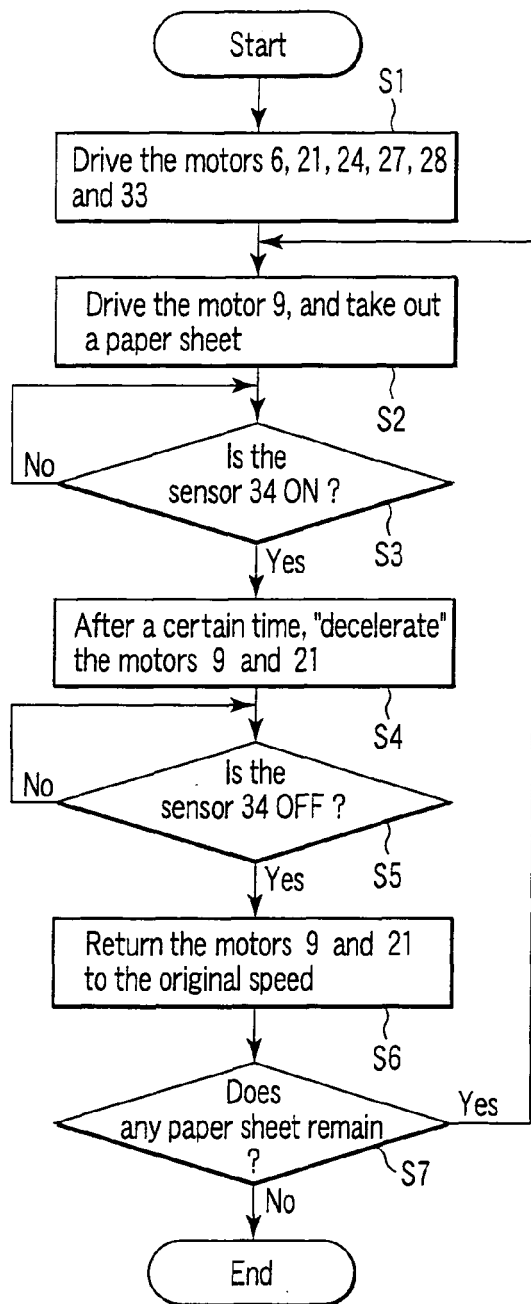 Start
S1
Drive the motors 6, 21, 24, 27, 28
and 33
Drive the motor 9, and take out
a paper sheet
S2
Is the
sensor 34 ON ?
No
S3
Yes
After a certain time, "decelerate"
the motors 9 and 21
S4
Is the
sensor 34 OFF ?
No
S5
Yes
Return the motors 9 and 21
to the original speed
S6
Does
any paper sheet remain
?
Yes
S7
No
End